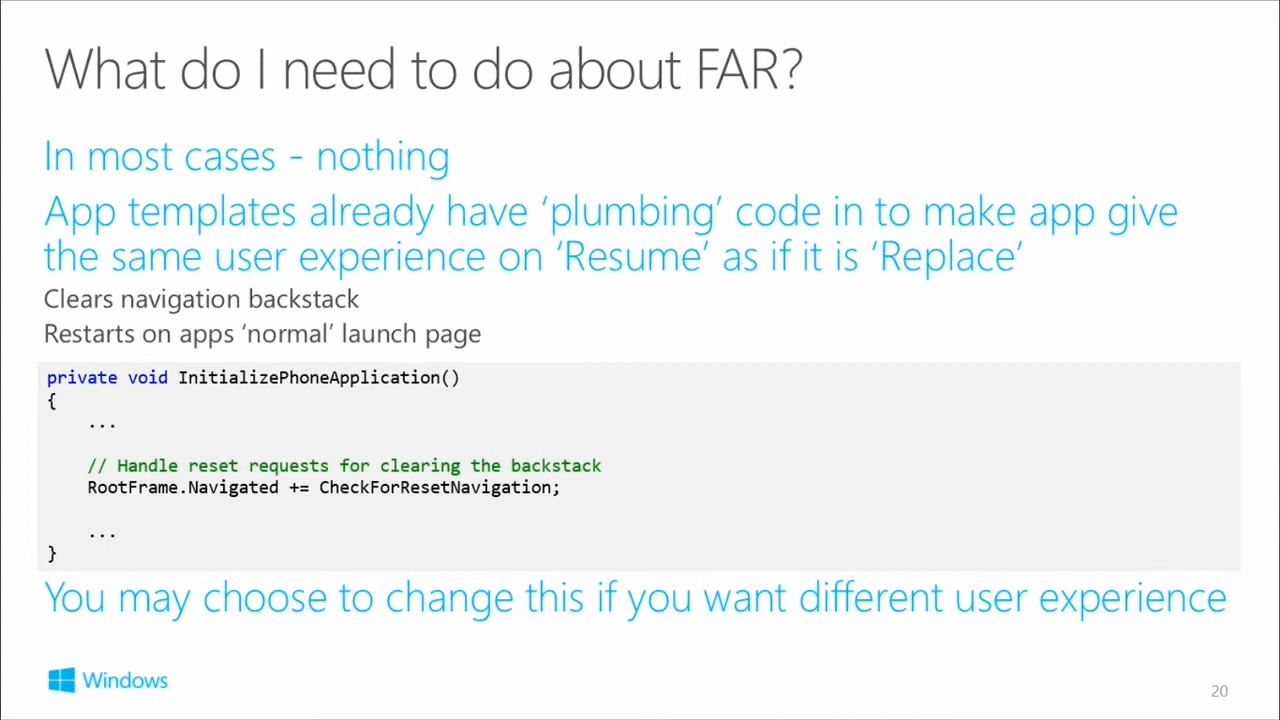 What do I need to do about FAR?
In most cases - nothing
App templates already have ‘plumbing’ code in to make app give
the same user experience on ‘Resume’ as if it is ‘Replace’
Clears navigation backstack
Restarts on apps ‘normal’ launch page
private void InitializePhoneApplication()
{
    ...
    // Handle reset requests for clearing the backstack
    RootFrame.Navigated += CheckForResetNavigation;
    ...
}
You may choose to change this if you want different user experience
Windows
20